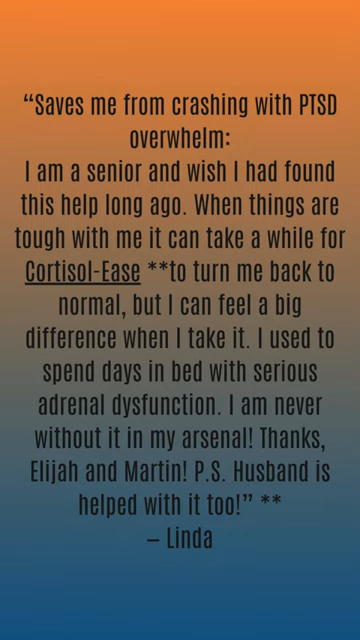 “Saves me from crashing with PTSD
overwhelm:
I am a senior and wish I had found
this help long ago. When things are
tough with me it can take a while for
Cortisol-Ease **to turn me back to
normal, but I can feel a big
difference when I take it. I used to
spend days in bed with serious
adrenal dysfunction. I am never
without it in my arsenal! Thanks,
Elijah and Martin! P.S. Husband is
helped with it too!” **
– Linda